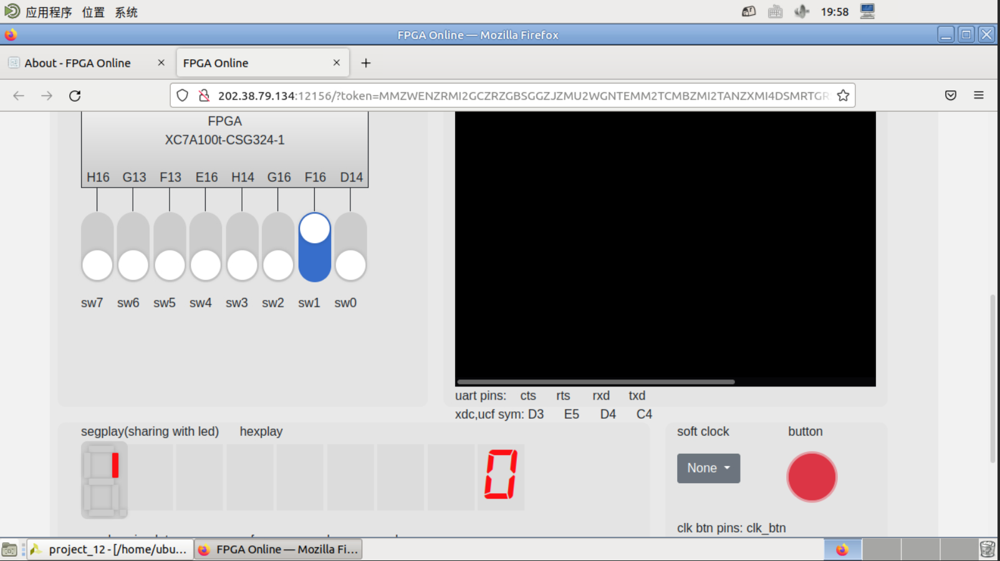 应用程序 位置 系统 19:58
FPGA Online — Mozilla Firefox
About - FPGA Online FPGA Online
202.38.79.134:12156/?token=MMZWENZRMI2GCZRZGBSGGZJZMU2WGNTEMM2TCMBZMI2TANZXMI4DSMRTGR
FPGA
XC7A100t-CSG324-1
H16 G13 F13 E16 H14 G16 F16 D14
sw7 sw6 sw5 sw4 sw3 sw2 sw1 sw0
uart pins: cts rts rxd txd
xdc,ucf sym: D3 E5 D4 C4
segplay(sharing with led) hexplay
0
soft clock button
None
clk btn pins: clk_btn
project_12 - [/home/ubu... FPGA Online — Mozilla Fi...